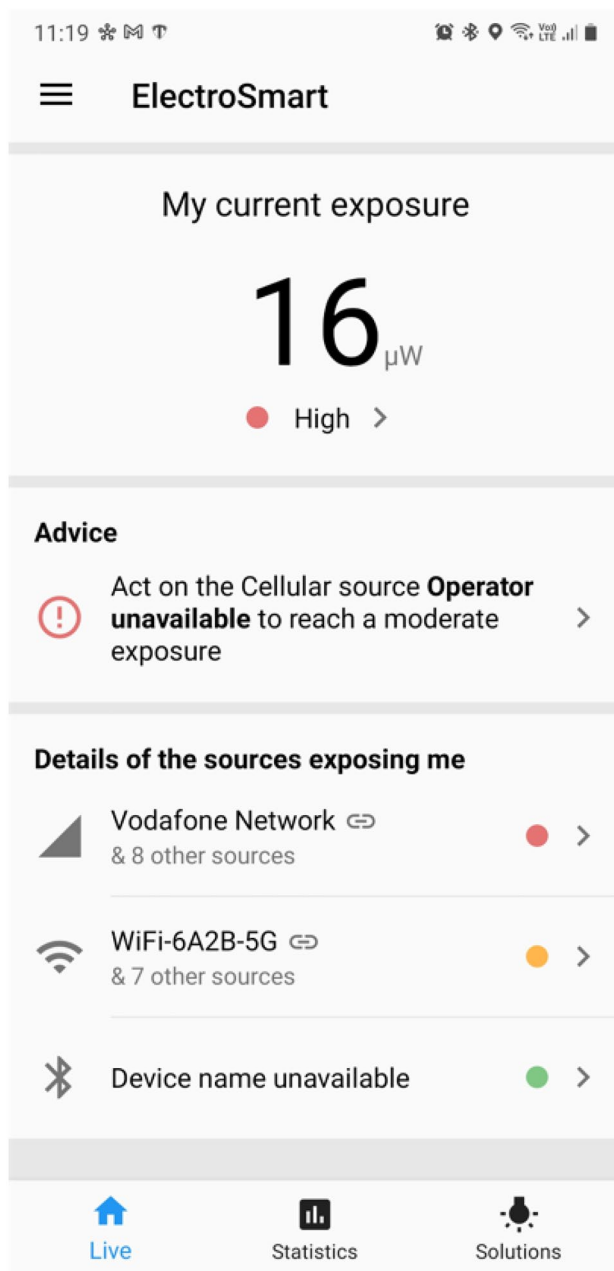 11:19
ElectroSmart
My current exposure
16 µW
High
Advice
Act on the Cellular source Operator
unavailable to reach a moderate
exposure
Details of the sources exposing me
Vodafone Network
& 8 other sources
WiFi-6A2B-5G
& 7 other sources
Device name unavailable
Live
Statistics
Solutions